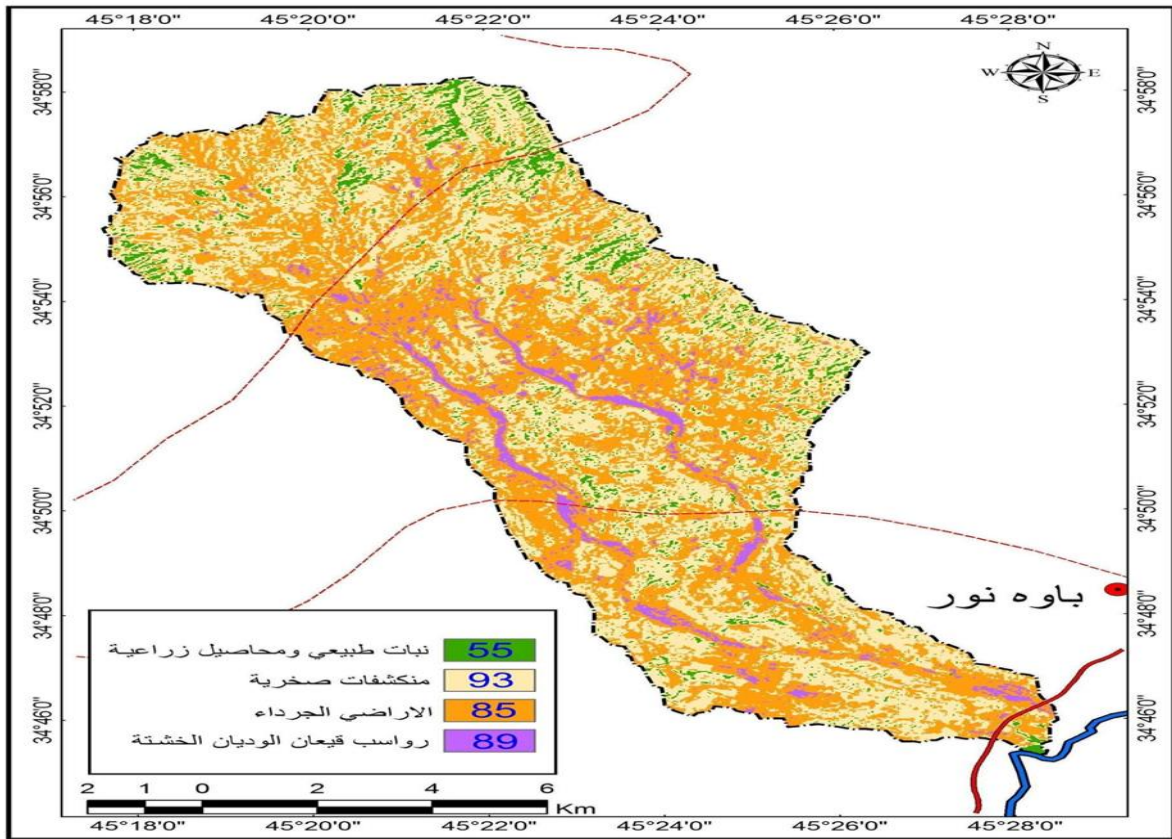 45°18'0" 45°20'0" 45°22'0" 45°24'0" 45°26'0" 45°28'0"
N
W E
S
34°58'0" 34°58'0"
34°56'0" 34°56'0"
34°54'0" 34°54'0"
34°52'0" 34°52'0"
34°50'0" 34°50'0"
34°48'0" 34°48'0"
34°46'0" 34°46'0"
باوه نور
55 نبات طبيعي ومحاصيل زراعية
93 منكشفات صخرية
85 الاراضي الجرداء
89 رواسب قيعان الوديان الخشنة
2 1 0 2 4 6
Km
45°18'0" 45°20'0" 45°22'0" 45°24'0" 45°26'0" 45°28'0"